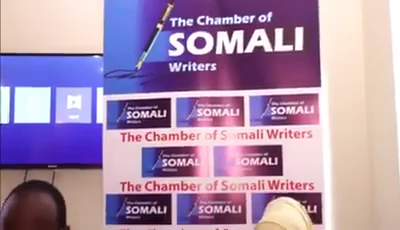 The Chamber of
SOMALI
Writers
The Chamber of
SOMALI
Writers
The Chamber of
SOMALI
Writers
The Chamber of
SOMALI
Writers
The Chamber of Somali Writers
The Chamber of
SOMALI
Writers
The Chamber of
SOMALI
Writers
The Chamber of Somali Writers
The Chamber of
SOMALI
Writers
The Chamber of
SOMALI
The Chamber of
SOMALI